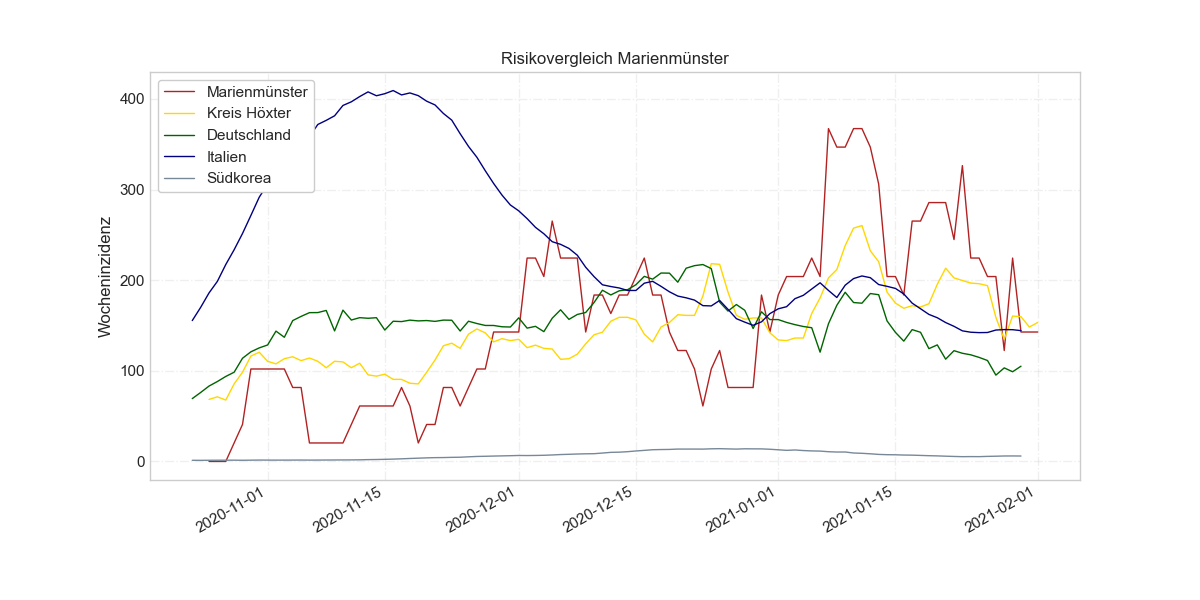 Risikovergleich Marienmünster
Wocheninzidenz
400
300
200
100
0
Marienmünster
Kreis Höxter
Deutschland
Italien
Südkorea
2020-11-01
2020-11-15
2020-12-01
2020-12-15
2021-01-01
2021-01-15
2021-02-01